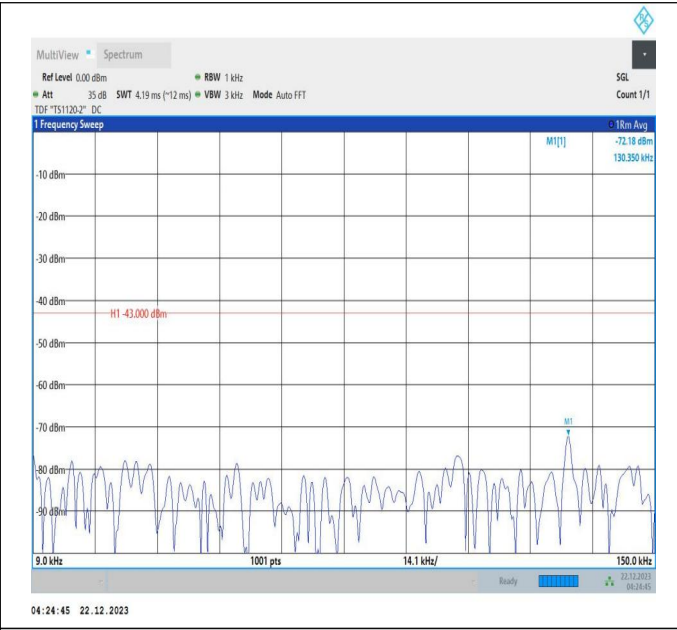 MultiView Spectrum
Ref Level 0.00 dBm RBW 1 kHz SGL
Att 35 dB SWT 4.19 ms (~12 ms) VBW 3 kHz Mode Auto FFT Count 1/1
TDF "TS1120-2" DC
1 Frequency Sweep 1Rm Avg
M1[1] -72.18 dBm
130.350 kHz
-10 dBm
-20 dBm
-30 dBm
-40 dBm
H1 -43.000 dBm
-50 dBm
-60 dBm
-70 dBm
M1
-80 dBm
-90 dBm
9.0 kHz 1001 pts 14.1 kHz/ 150.0 kHz
Ready 22.12.2023
04:24:45
04:24:45 22.12.2023